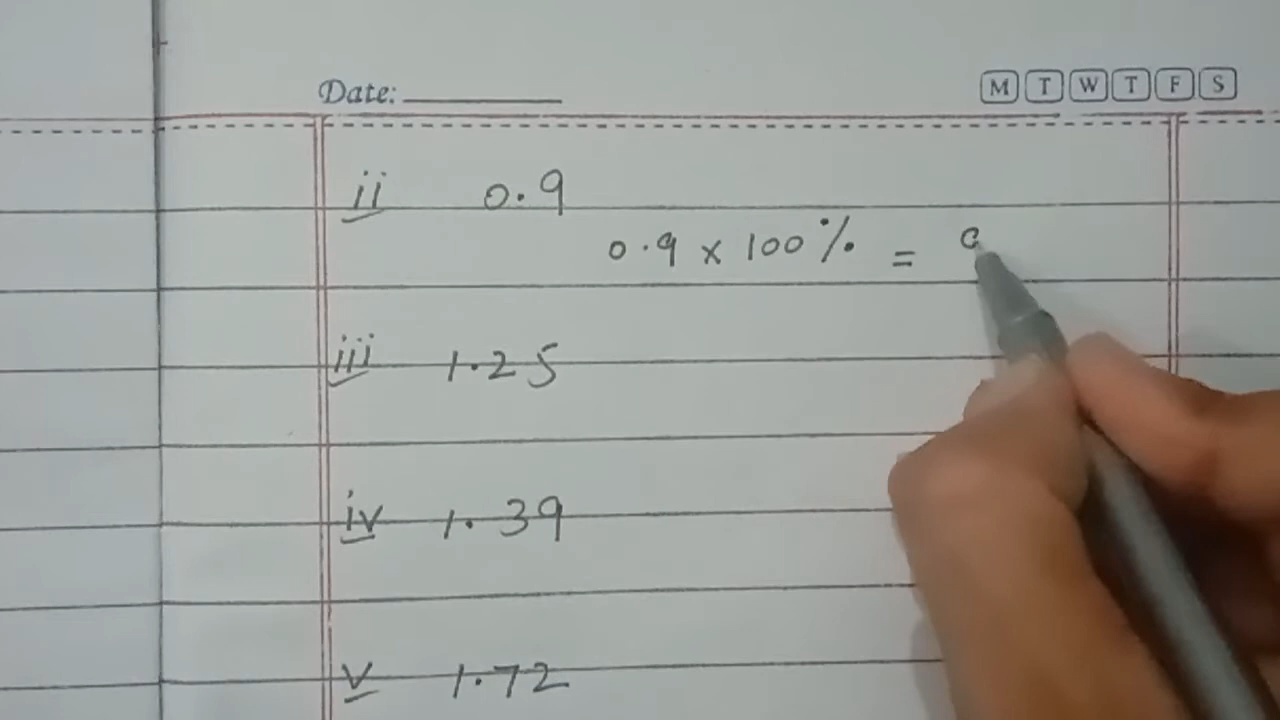 Date:
M T W T F S
ii 0.9
0.9 x 100% =
iii 1.25
iv 1.39
v 1.72